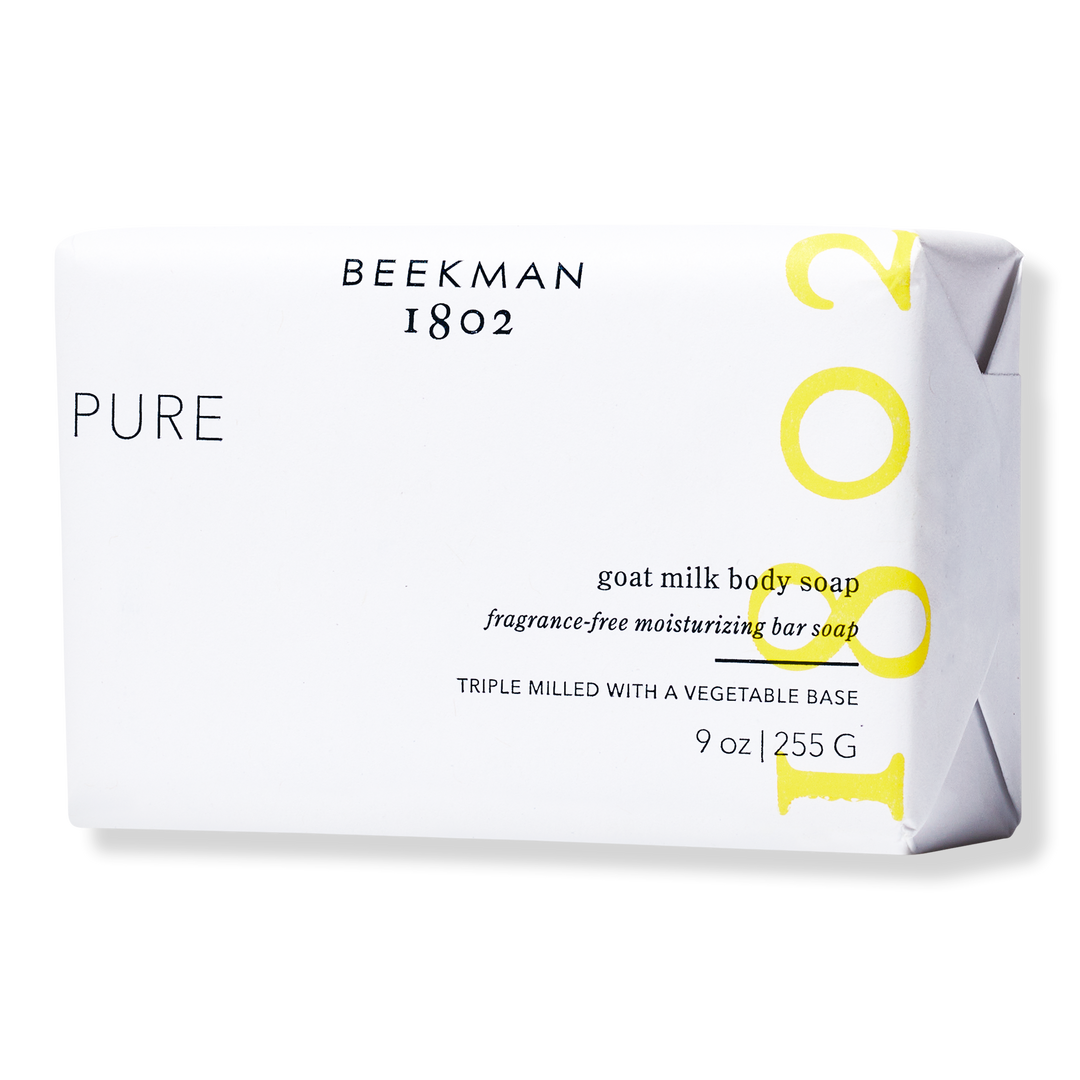 BEEKMAN
1802
PURE
goat milk body soap
fragrance-free moisturizing bar soap
TRIPLE MILLED WITH A VEGETABLE BASE
9 oz | 255 G
1802